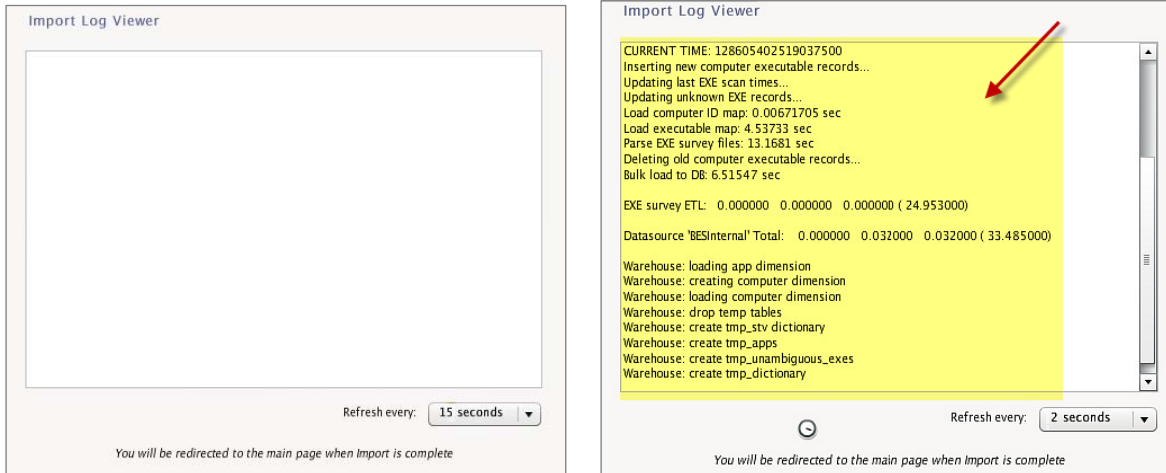 Import Log Viewer
Refresh every: 15 seconds
You will be redirected to the main page when Import is complete
Import Log Viewer
CURRENT TIME: 128605402519037500
Inserting new computer executable records...
Updating last EXE scan times...
Updating unknown EXE records...
Load computer ID map: 0.00671705 sec
Load executable map: 4.53733 sec
Parse EXE survey files: 13.1681 sec
Deleting old computer executable records...
Bulk load to DB: 6.51547 sec
EXE survey ETL: 0.000000 0.000000 0.000000 ( 24.953000)
Datasource 'BESInternal' Total: 0.000000 0.032000 0.032000 ( 33.485000)
Warehouse: loading app dimension
Warehouse: creating computer dimension
Warehouse: loading computer dimension
Warehouse: drop temp tables
Warehouse: create tmp_stv dictionary
Warehouse: create tmp_apps
Warehouse: create tmp_unambiguous_exes
Warehouse: create tmp_dictionary
Refresh every: 2 seconds
You will be redirected to the main page when Import is complete